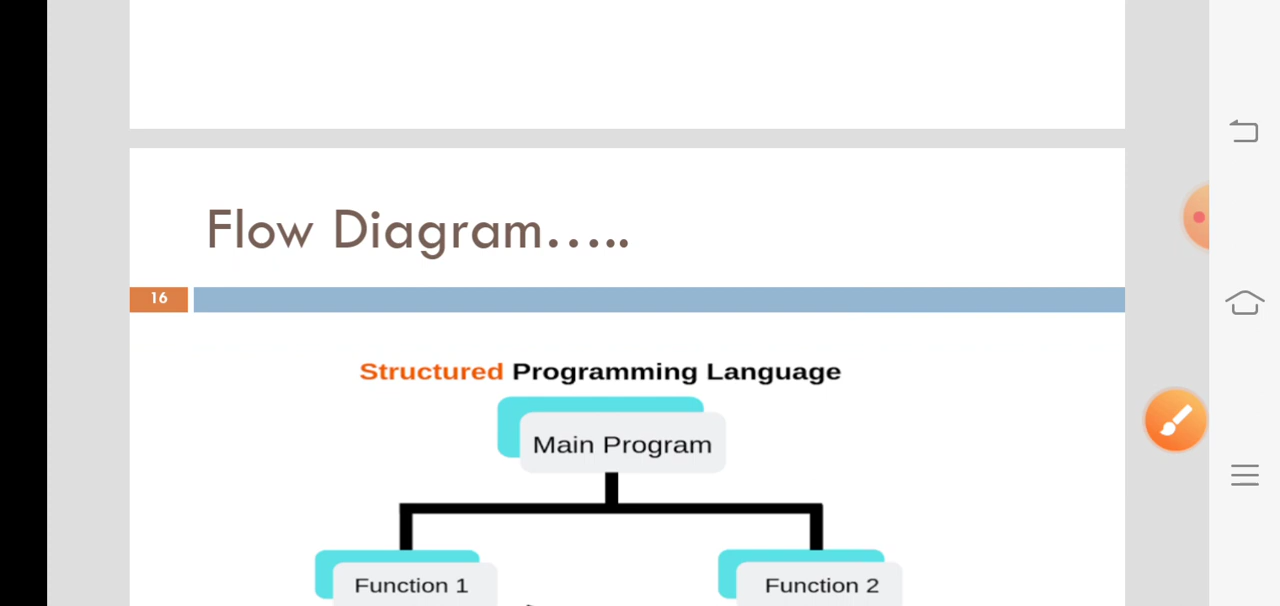 Flow Diagram.....
16
Structured Programming Language
Main Program
Function 1
Function 2